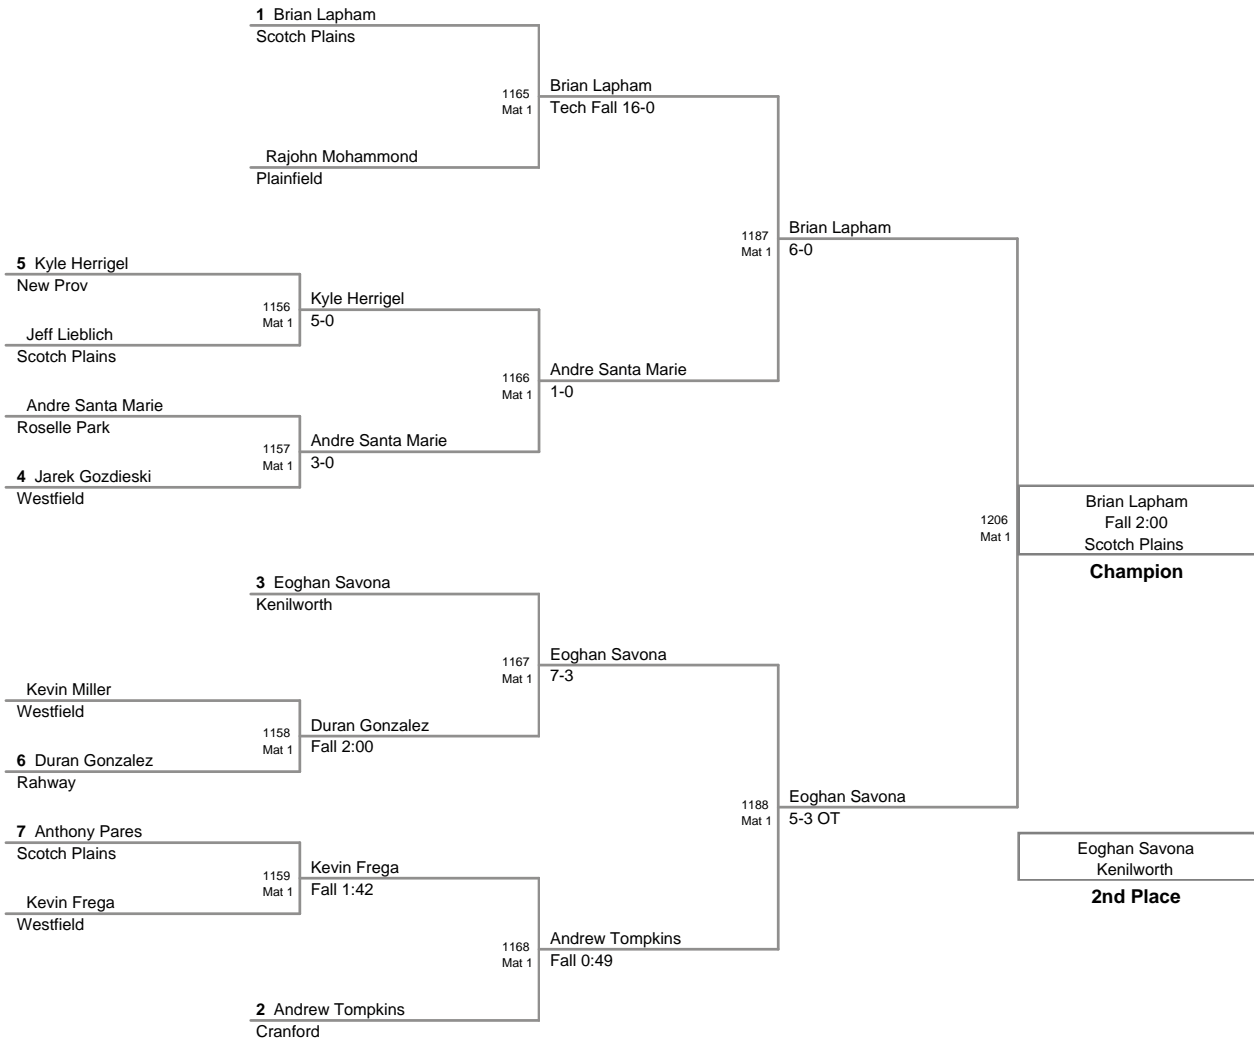 1 Brian Lapham
Scotch Plains
1165
Mat 1
Brian Lapham
Tech Fall 16-0
Rajohn Mohammond
Plainfield
1187
Mat 1
Brian Lapham
6-0
5 Kyle Herrigel
New Prov
1156
Mat 1
Kyle Herrigel
5-0
Jeff Lieblich
Scotch Plains
1166
Mat 1
Andre Santa Marie
1-0
Andre Santa Marie
Roselle Park
1157
Mat 1
Andre Santa Marie
3-0
4 Jarek Gozdieski
Westfield
1206
Mat 1
Brian Lapham
Fall 2:00
Scotch Plains
Champion
3 Eoghan Savona
Kenilworth
1167
Mat 1
Eoghan Savona
7-3
Kevin Miller
Westfield
1158
Mat 1
Duran Gonzalez
Fall 2:00
6 Duran Gonzalez
Rahway
1188
Mat 1
Eoghan Savona
5-3 OT
7 Anthony Pares
Scotch Plains
1159
Mat 1
Kevin Frega
Fall 1:42
Kevin Frega
Westfield
Eoghan Savona
Kenilworth
2nd Place
1168
Mat 1
Andrew Tompkins
Fall 0:49
2 Andrew Tompkins
Cranford